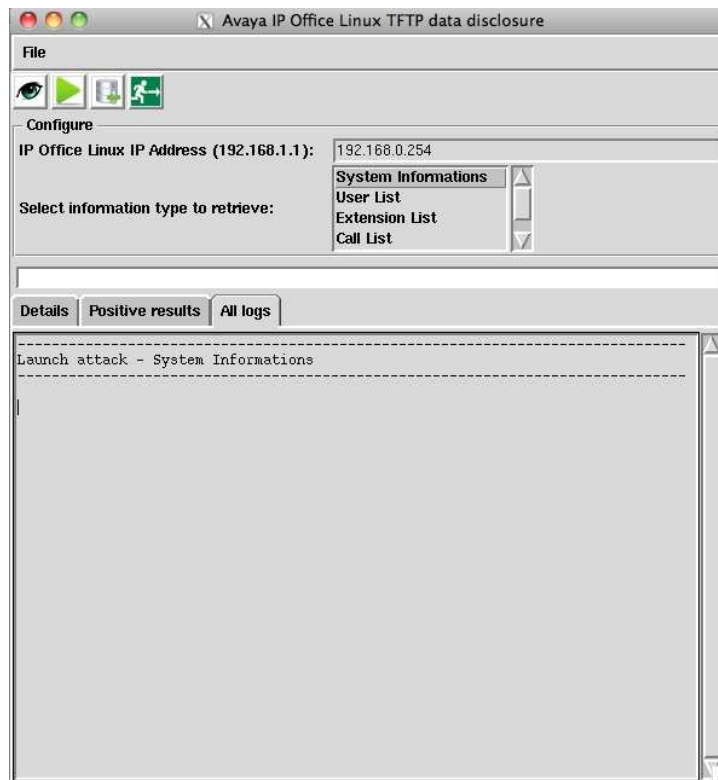 Avaya IP Office Linux TFTP data disclosure
File
Configure
IP Office Linux IP Address (192.168.1.1): 192.168.0.254
Select information type to retrieve:
System Informations
User List
Extension List
Call List
Details Positive results All logs
--------------------------------------------------------------------------------
Launch attack - System Informations
--------------------------------------------------------------------------------